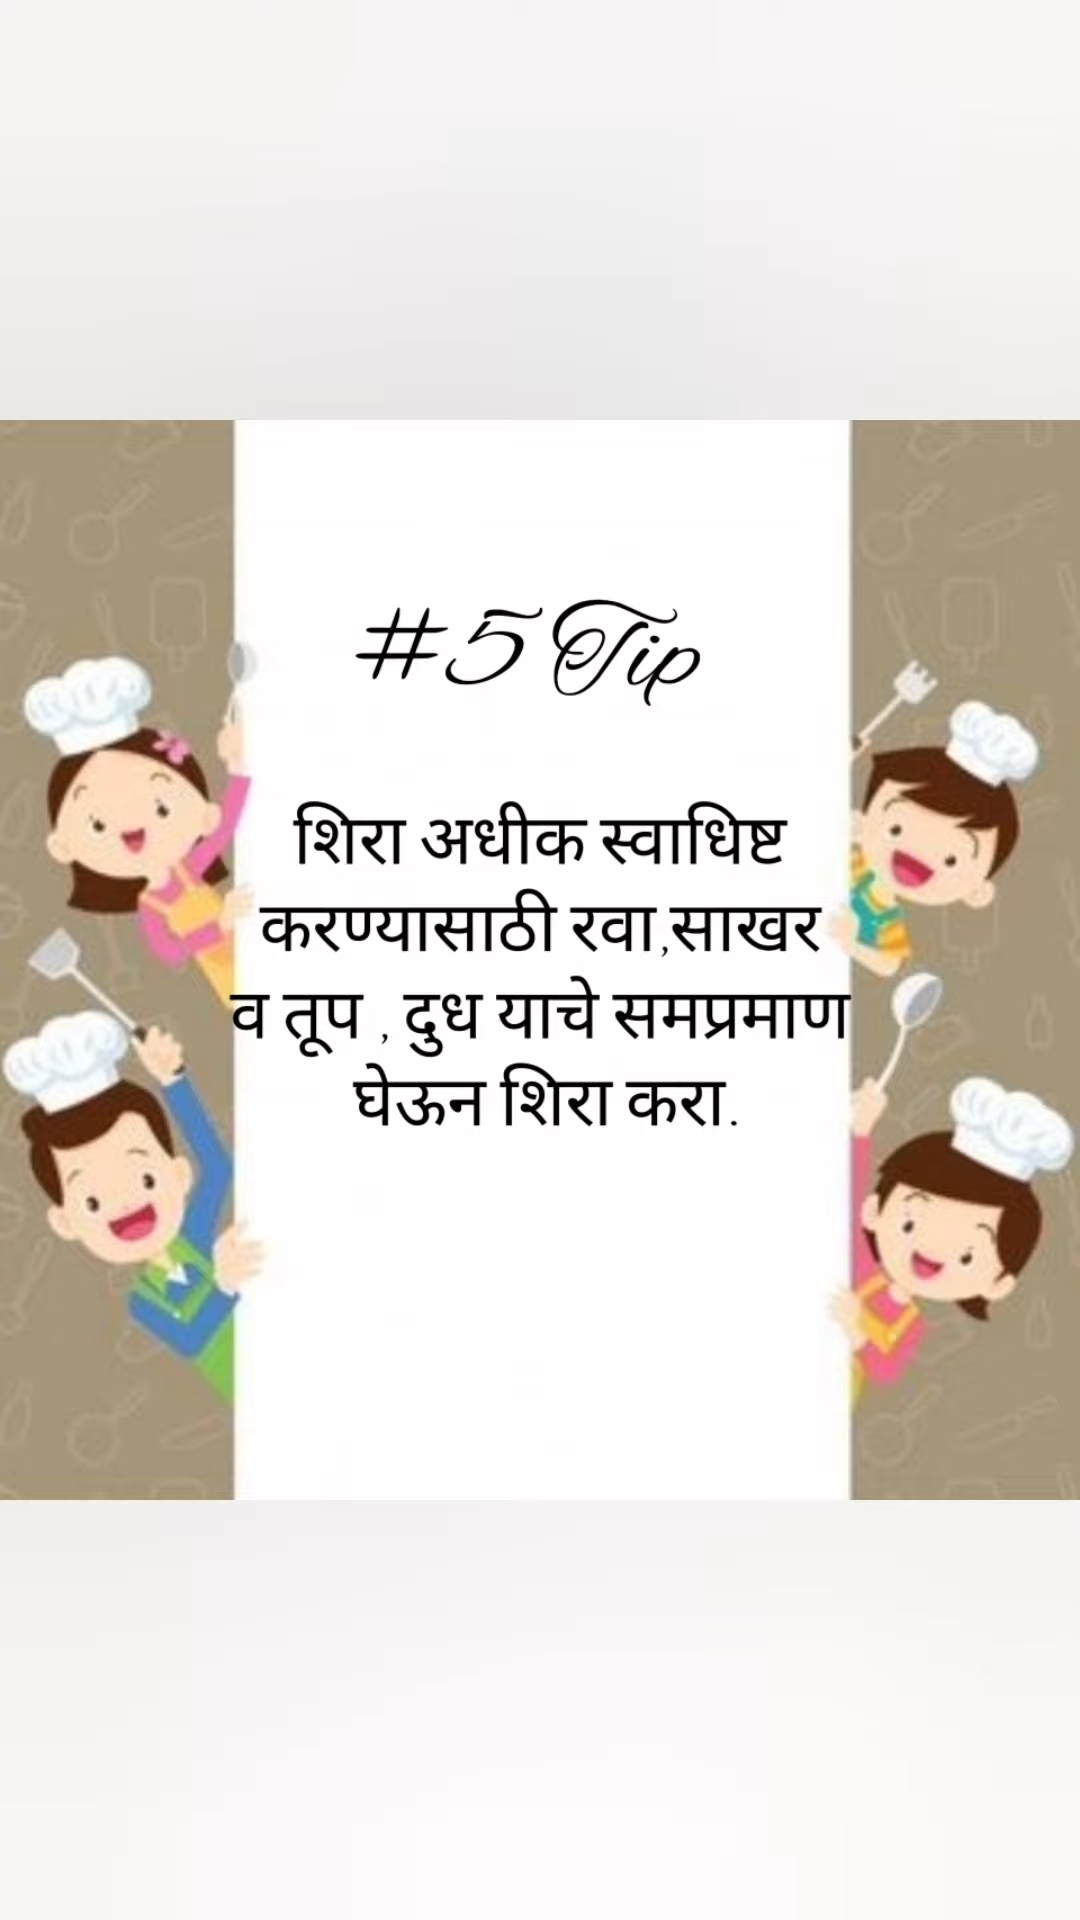 #5 Tip
शिरा अधीक स्वाधिष्ट
करण्यासाठी रवा,साखर
व तूप , दुध याचे समप्रमाण
घेऊन शिरा करा.